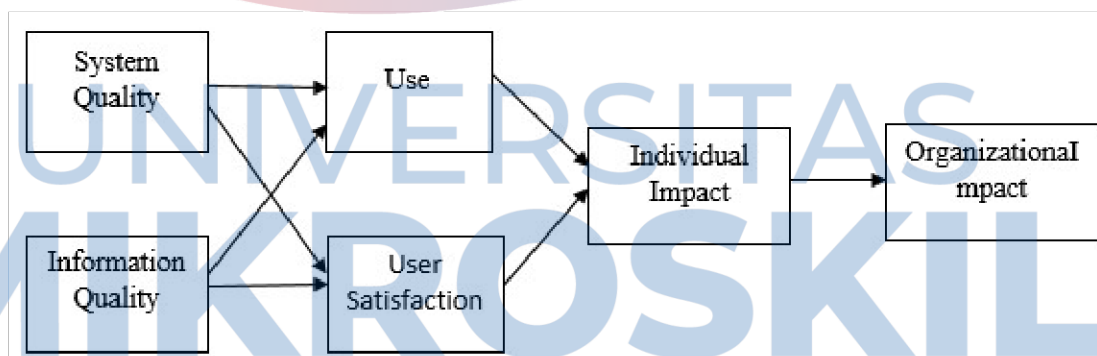 System
Quality
Use
UNIVERSITAS
Individual
Impact
OrganizationaI
mpact
Information
Quality
User
Satisfaction
MIKROSKIL